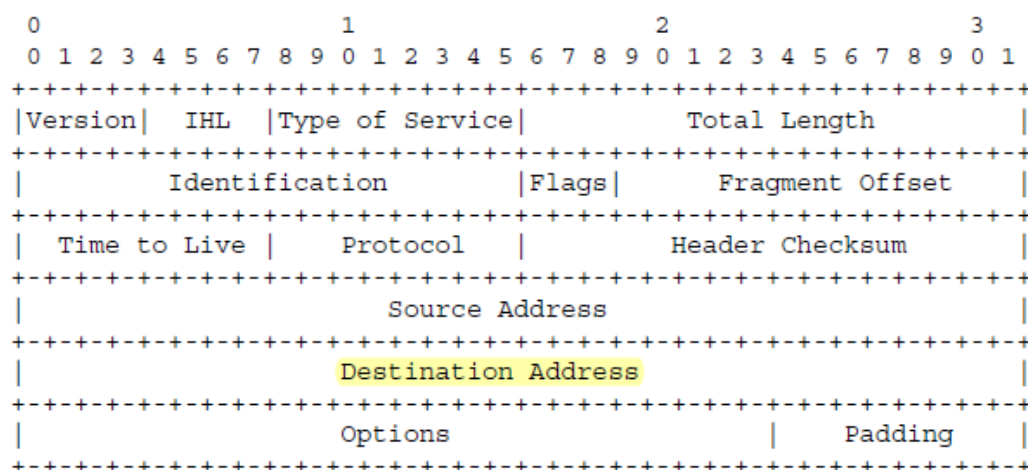 0                   1                   2                   3
0 1 2 3 4 5 6 7 8 9 0 1 2 3 4 5 6 7 8 9 0 1 2 3 4 5 6 7 8 9 0 1
+-+-+-+-+-+-+-+-+-+-+-+-+-+-+-+-+-+-+-+-+-+-+-+-+-+-+-+-+-+-+-+-+
|Version|  IHL  |Type of Service|          Total Length         |
+-+-+-+-+-+-+-+-+-+-+-+-+-+-+-+-+-+-+-+-+-+-+-+-+-+-+-+-+-+-+-+-+
|         Identification        |Flags|      Fragment Offset    |
+-+-+-+-+-+-+-+-+-+-+-+-+-+-+-+-+-+-+-+-+-+-+-+-+-+-+-+-+-+-+-+-+
|  Time to Live |    Protocol   |         Header Checksum       |
+-+-+-+-+-+-+-+-+-+-+-+-+-+-+-+-+-+-+-+-+-+-+-+-+-+-+-+-+-+-+-+-+
|                       Source Address                          |
+-+-+-+-+-+-+-+-+-+-+-+-+-+-+-+-+-+-+-+-+-+-+-+-+-+-+-+-+-+-+-+-+
|                    Destination Address                        |
+-+-+-+-+-+-+-+-+-+-+-+-+-+-+-+-+-+-+-+-+-+-+-+-+-+-+-+-+-+-+-+-+
|                    Options                    |    Padding    |
+-+-+-+-+-+-+-+-+-+-+-+-+-+-+-+-+-+-+-+-+-+-+-+-+-+-+-+-+-+-+-+-+